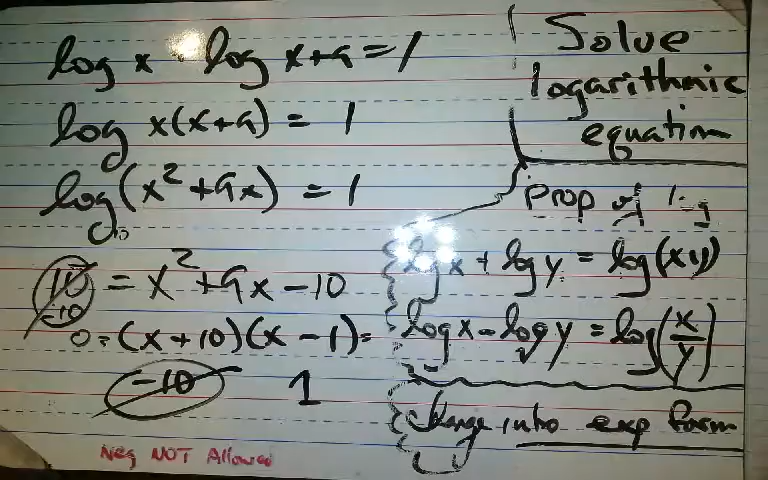 log x log x+9 = 1
log x(x+9) = 1
log10 (x² + 9x) = 1
10 = x² + 9x - 10
-10
0 = (x+10)(x-1) =
-10 1
Neg NOT Allowed
Solve
logarithmic
equation
Prop of log
log x + log y = log(xy)
log x - log y = log(x/y)
Change into exp form